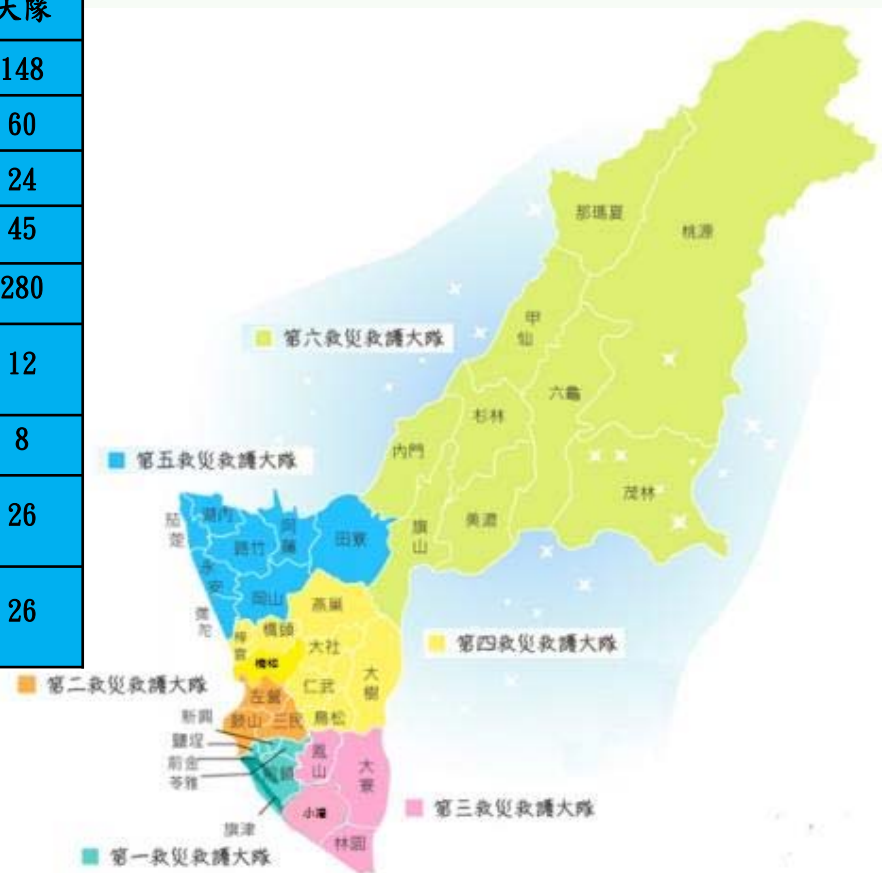 大隊
148
60
24
45
280
12
8
26
26
那瑪夏
桃源
甲
仙
第六救災救護大隊
六龜
杉林
內門
第五救災救護大隊
茂林
茄
萣
湖內
阿
蓮
路竹
田寮
旗
山
美濃
永
安
岡山
燕巢
彌
陀
橋頭
梓
官
大社
第四救災救護大隊
楠梓
大
樹
第二救災救護大隊
左營
仁武
新興
鼓山
三民
鳥松
鹽埕
前金
苓雅
前鎮
鳳
山
大
寮
第三救災救護大隊
小港
旗津
林園
第一救災救護大隊